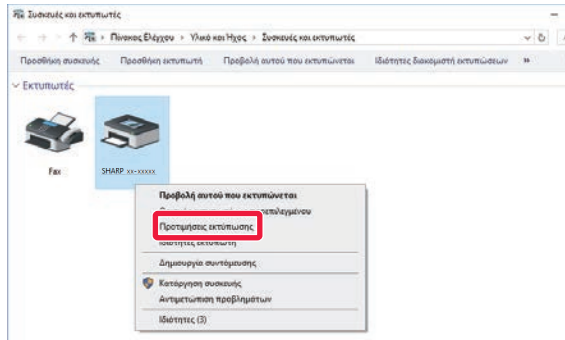 Συσκευές και εκτυπωτές
Πίνακας Ελέγχου › Υλικό και Ήχος › Συσκευές και εκτυπωτές
Προσθήκη συσκευής Προσθήκη εκτυπωτή Προβολή αυτού που εκτυπώνεται Ιδιότητες διακομιστή εκτυπώσεων »
Εκτυπωτές
Fax
SHARP xx-xxxxx
Προβολή αυτού που εκτυπώνεται
Προτιμήσεις εκτύπωσης
Ιδιότητες εκτυπωτή
Δημιουργία συντόμευσης
Κατάργηση συσκευής
Αντιμετώπιση προβλημάτων
Ιδιότητες (3)